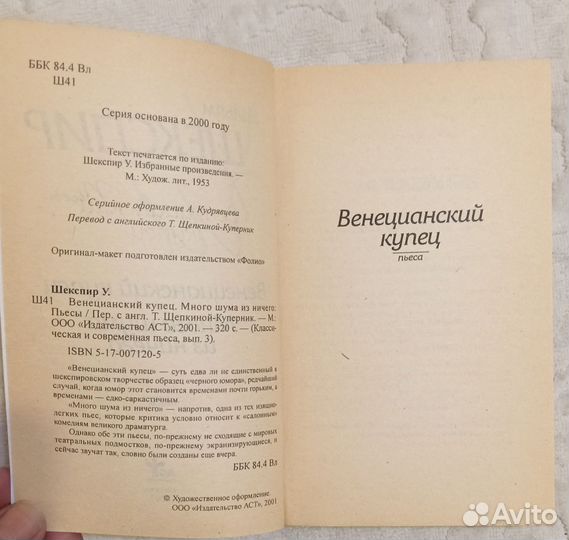 ББК 84.4 Вл
Ш41
Серия основана в 2000 году
Текст печатается по изданию:
Шекспир У. Избранные произведения. —
М.: Худож. лит., 1953
Серийное оформление А. Кудрявцева
Перевод с английского Т. Щепкиной-Куперник
Оригинал-макет подготовлен издательством «Фолио»
Шекспир У.
Ш41 Венецианский купец. Много шума из ничего:
Пьесы / Пер. с англ. Т. Щепкиной-Куперник. — М.:
ООО «Издательство АСТ», 2001. — 320 с. — (Класси-
ческая и современная пьеса, вып. 3).
ISBN 5-17-007120-5
«Венецианский купец» — суть едва ли не единственный в
шекспировском творчестве образец «черного юмора», редчайший
случай, когда юмор этот становится временами почти горьким, а
временами — едко-саркастичным.
«Много шума из ничего» — напротив, одна из тех изящно-
легких пьес, которые критика условно относит к «салонным»
комедиям великого драматурга.
Однако обе эти пьесы, по-прежнему не сходящие с мировых
театральных подмостков, по-прежнему экранизирующиеся, и
сейчас звучат так, словно были созданы еще вчера.
ББК 84.4 Вл
© Художественное оформление.
ООО «Издательство АСТ», 2001
Венецианский
купец
пьеса
Avito